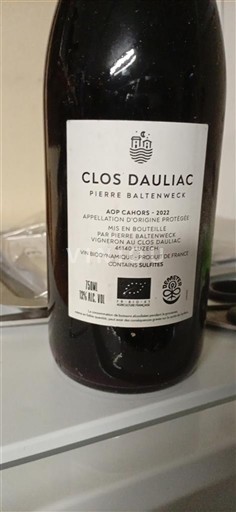 CLOS DAULIAC
PIERRE BALTENWECK
AOP CAHORS - 2022
APPELLATION D'ORIGINE PROTÉGÉE
MIS EN BOUTEILLE
PAR PIERRE BALTENWECK
VIGNERON AU CLOS DAULIAC
46140 LUZECH
VIN BIODYNAMIQUE - PRODUIT DE FRANCE
CONTAINS SULFITES
750ML
13% ALC. VOL